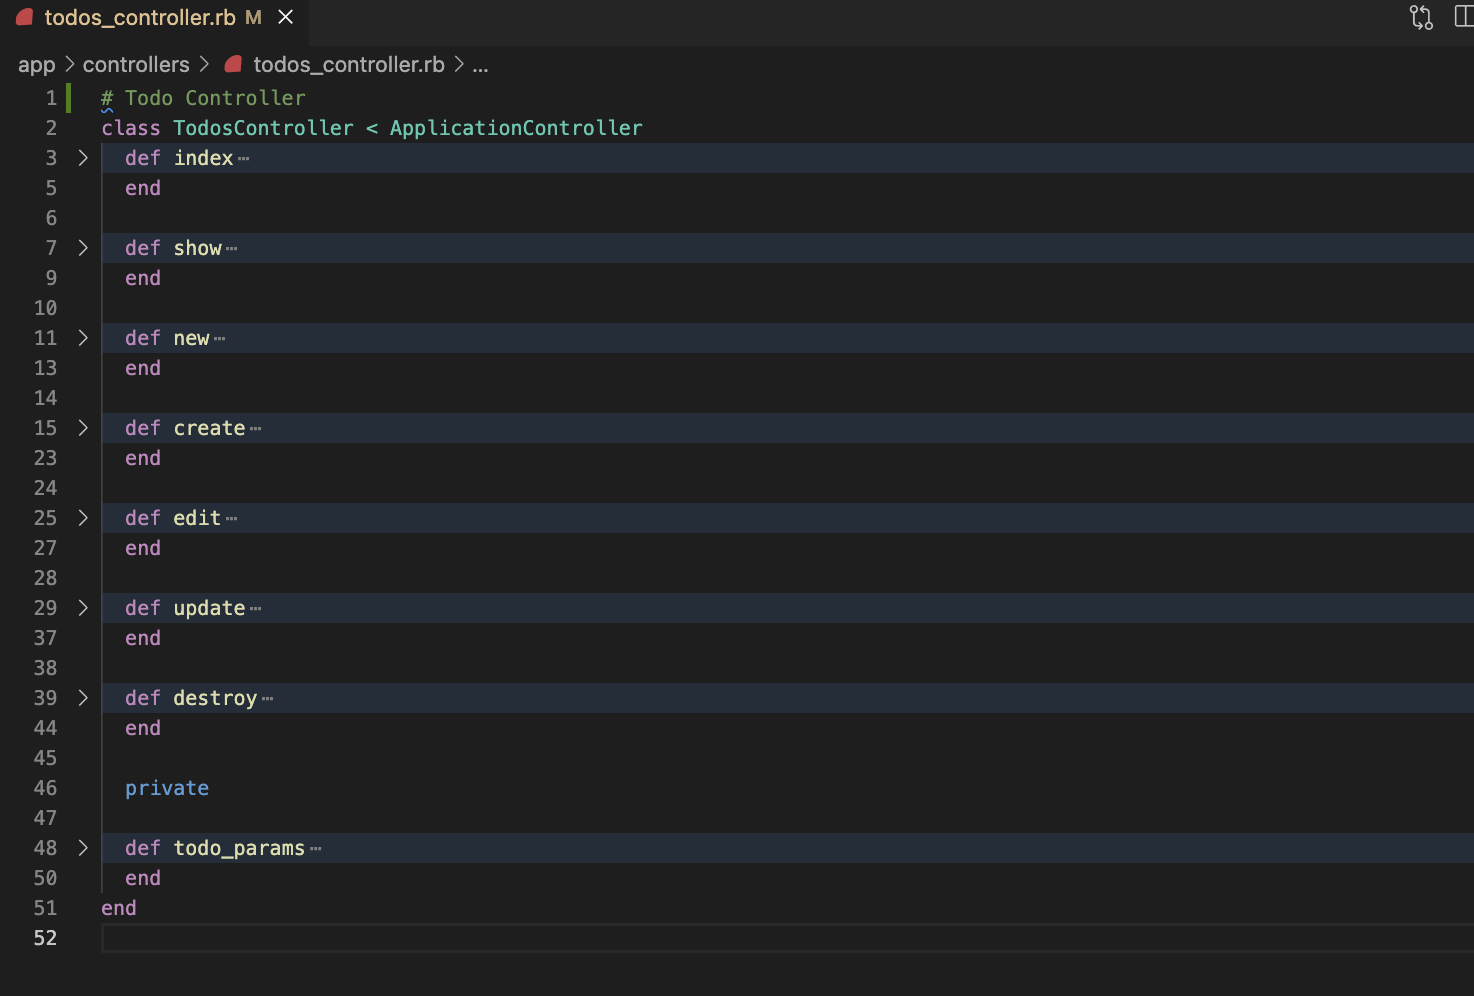 todos_controller.rb M
app > controllers > todos_controller.rb > ...
1 # Todo Controller
2 class TodosController < ApplicationController
3 def index…
5 end
6
7 def show…
9 end
10
11 def new…
13 end
14
15 def create…
23 end
24
25 def edit…
27 end
28
29 def update…
37 end
38
39 def destroy…
44 end
45
46 private
47
48 def todo_params…
50 end
51 end
52